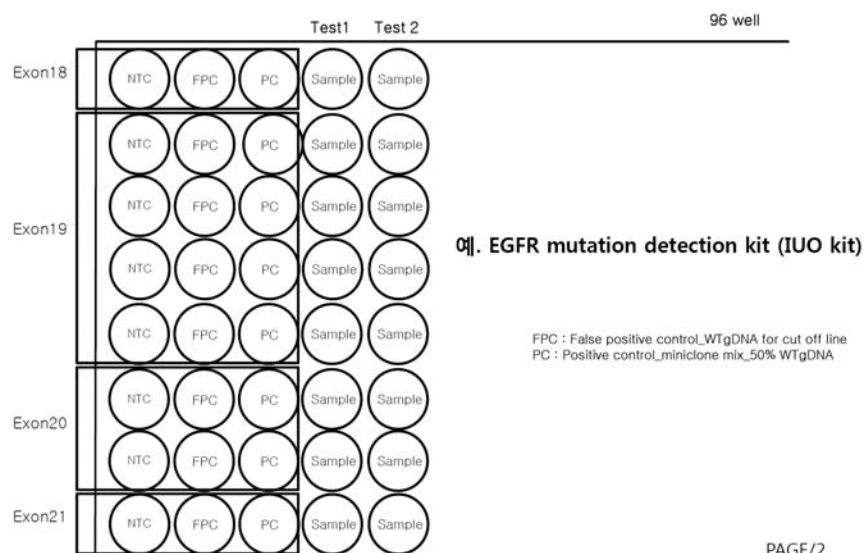 Test1 Test 2 96 well
Exon18 NTC FPC PC Sample Sample
NTC FPC PC Sample Sample
Exon19 NTC FPC PC Sample Sample
NTC FPC PC Sample Sample
예. EGFR mutation detection kit (IUO kit)
NTC FPC PC Sample Sample
FPC : False positive control_WTgDNA for cut off line
PC : Positive control_miniclone mix_50% WTgDNA
NTC FPC PC Sample Sample
Exon20
NTC FPC PC Sample Sample
Exon21 NTC FPC PC Sample Sample
PAGE/2